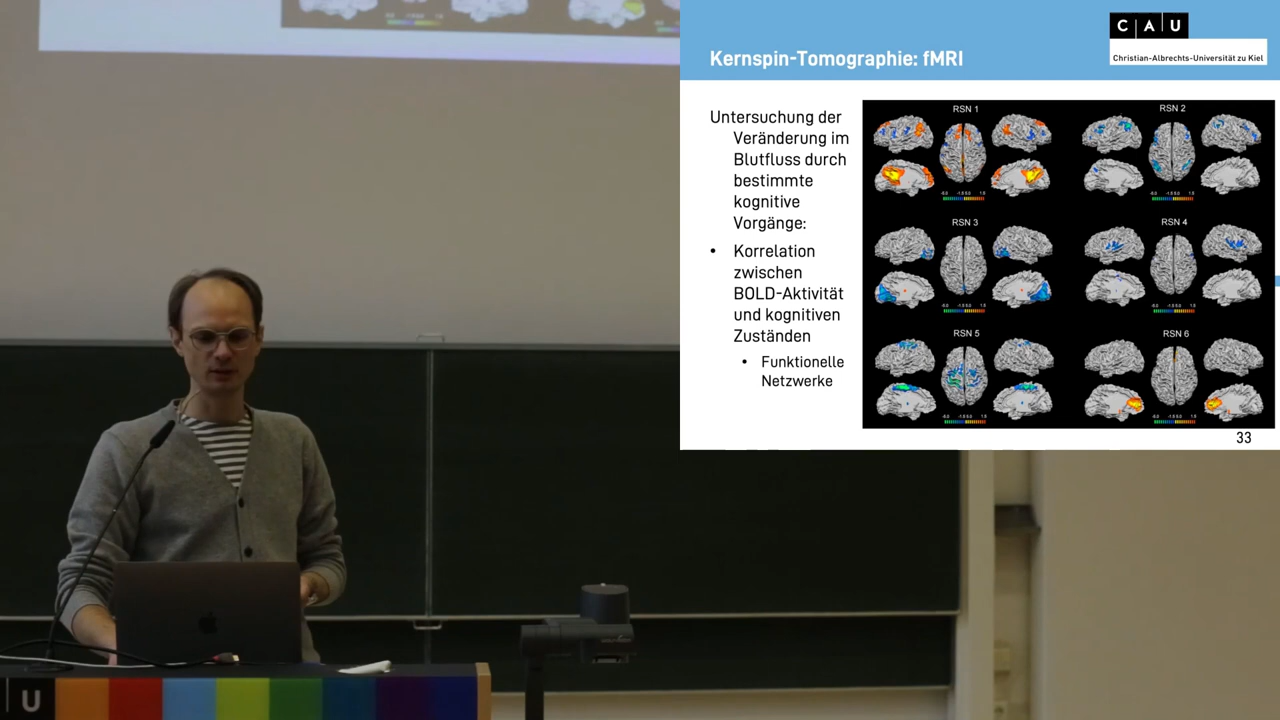 Kernspin-Tomographie: fMRI
C A U
Christian-Albrechts-Universität zu Kiel
Untersuchung der
Veränderung im
Blutfluss durch
bestimmte
kognitive
Vorgänge:
• Korrelation
zwischen
BOLD-Aktivität
und kognitiven
Zuständen
• Funktionelle
Netzwerke
RSN 1
RSN 2
RSN 3
RSN 4
RSN 5
RSN 6
33
U